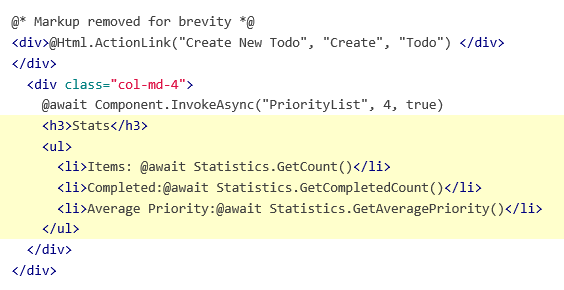 @* Markup removed for brevity *@
<div>@Html.ActionLink("Create New Todo", "Create", "Todo") </div>
</div>
  <div class="col-md-4">
    @await Component.InvokeAsync("PriorityList", 4, true)
    <h3>Stats</h3>
    <ul>
      <li>Items: @await Statistics.GetCount()</li>
      <li>Completed:@await Statistics.GetCompletedCount()</li>
      <li>Average Priority:@await Statistics.GetAveragePriority()</li>
    </ul>
  </div>
</div>